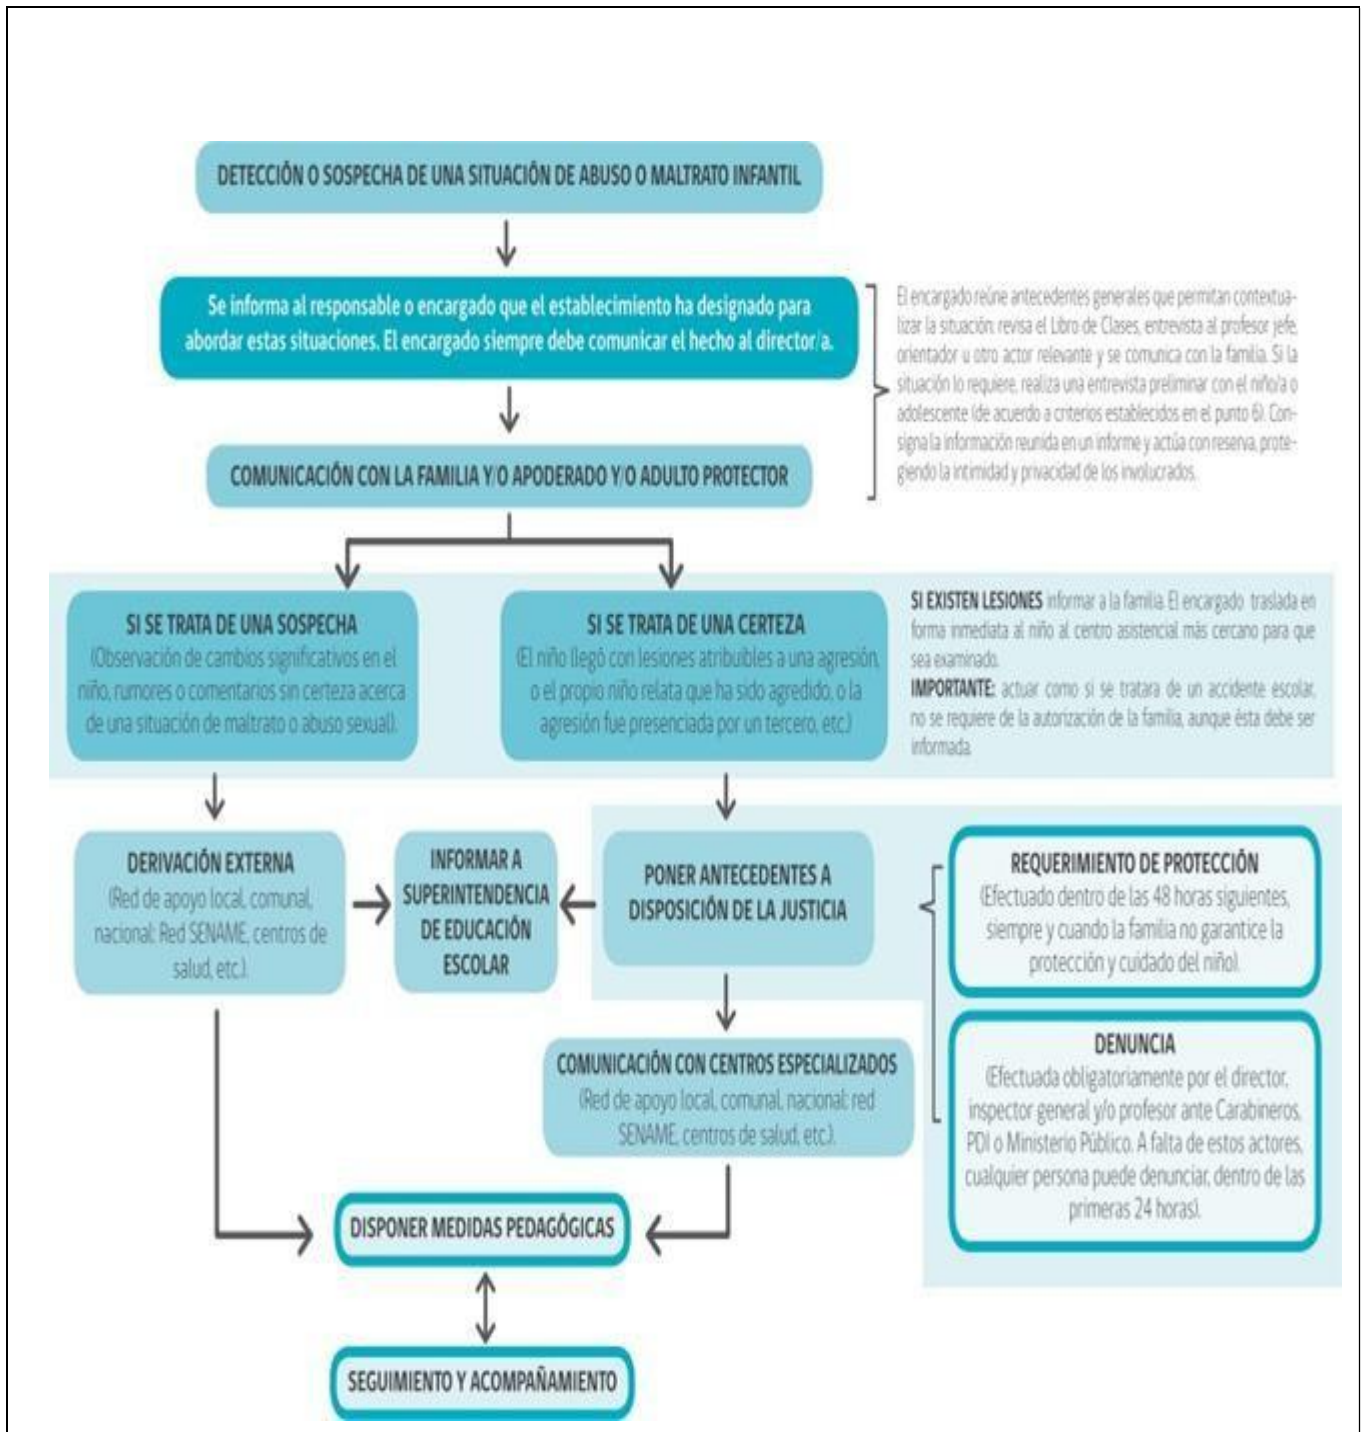 DETECCIÓN O SOSPECHA DE UNA SITUACIÓN DE ABUSO O MALTRATO INFANTIL
Se informa al responsable o encargado que el establecimiento ha designado para
abordar estas situaciones. El encargado siempre debe comunicar el hecho al director/a.
El encargado reúne antecedentes generales que permitan contextua-
lizar la situación: revisa el Libro de Clases, entrevista al profesor jefe,
orientador u otro actor relevante y se comunica con la familia. Si la
situación lo requiere, realiza una entrevista preliminar con el niño/a o
adolescente (de acuerdo a criterios establecidos en el punto 6). Con-
signa la información reunida en un informe y actúa con reserva, prote-
giendo la intimidad y privacidad de los involucrados.
COMUNICACIÓN CON LA FAMILIA Y/O APODERADO Y/O ADULTO PROTECTOR
SI SE TRATA DE UNA SOSPECHA
(Observación de cambios significativos en el
niño, rumores o comentarios sin certeza acerca
de una situación de maltrato o abuso sexual).
SI SE TRATA DE UNA CERTEZA
(El niño llegó con lesiones atribuibles a una agresión,
o el propio niño relata que ha sido agredido, o la
agresión fue presenciada por un tercero, etc.)
SI EXISTEN LESIONES informar a la familia. El encargado traslada en
forma inmediata al niño al centro asistencial más cercano para que
sea examinado.
IMPORTANTE: actuar como si se tratara de un accidente escolar,
no se requiere de la autorización de la familia, aunque ésta debe ser
informada.
DERIVACIÓN EXTERNA
(Red de apoyo local, comunal,
nacional: Red SENAME, centros de
salud, etc.).
INFORMAR A
SUPERINTENDENCIA
DE EDUCACIÓN
ESCOLAR
PONER ANTECEDENTES A
DISPOSICIÓN DE LA JUSTICIA
REQUERIMIENTO DE PROTECCIÓN
(Efectuado dentro de las 48 horas siguientes,
siempre y cuando la familia no garantice la
protección y cuidado del niño).
DENUNCIA
(Efectuada obligatoriamente por el director,
inspector general y/o profesor ante Carabineros,
PDI o Ministerio Público. A falta de estos actores,
cualquier persona puede denunciar, dentro de las
primeras 24 horas).
COMUNICACIÓN CON CENTROS ESPECIALIZADOS
(Red de apoyo local, comunal, nacional: red
SENAME, centros de salud, etc.).
DISPONER MEDIDAS PEDAGÓGICAS
SEGUIMIENTO Y ACOMPAÑAMIENTO